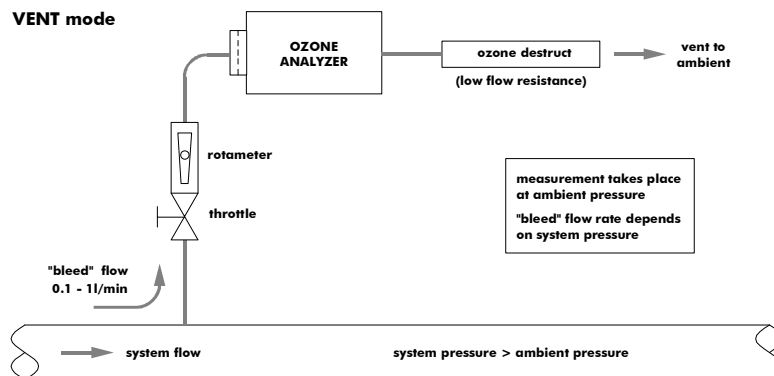 VENT mode
OZONE
ANALYZER
ozone destruct
(low flow resistance)
vent to
ambient
rotameter
throttle
measurement takes place
at ambient pressure
"bleed" flow rate depends
on system pressure
"bleed"  flow
0.1 - 1l/min
system flow
system pressure > ambient pressure